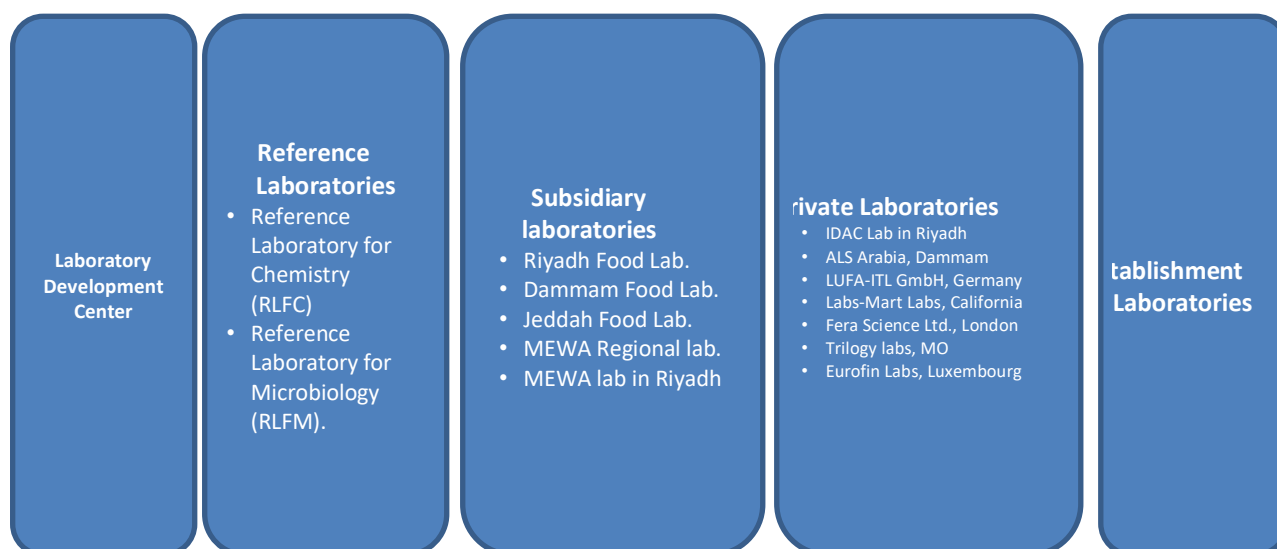 Laboratory
Development
Center
Reference
Laboratories
• Reference
Laboratory for
Chemistry
(RLFC)
• Reference
Laboratory for
Microbiology
(RLFM).
Subsidiary
laboratories
• Riyadh Food Lab.
• Dammam Food Lab.
• Jeddah Food Lab.
• MEWA Regional lab.
• MEWA lab in Riyadh
rivate Laboratories
• IDAC Lab in Riyadh
• ALS Arabia, Dammam
• LUFA-ITL GmbH, Germany
• Labs-Mart Labs, California
• Fera Science Ltd., London
• Trilogy labs, MO
• Eurofin Labs, Luxembourg
tablishment
Laboratories